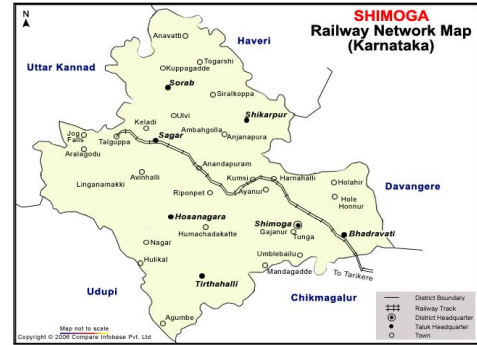 SHIMOGA
Railway Network Map
(Karnataka)
N
Haveri
Uttar Kannad
Anavatti
Togarshi
Kuppagadde
Sorab
Siralkoppa
Shikarpur
Ulvi
Keladi
Ambahgolla
Anjanapura
Jog
Falls
Talguppa
Sagar
Aralagodu
Anandapuram
Avinhalli
Linganamakki
Kumsi
Harnahalli
Riponpet
Ayanur
Holahir
Hole
Honnur
Davangere
Hosanagara
Humachadakatte
Shimoga
Gajanur
Tunga
Bhadravati
Nagar
Hulikal
Umblebailu
Mandagadde
To Tarikere
Tirthahalli
Udupi
Chikmagalur
Agumbe
District Boundary
Railway Track
District Headquarter
Taluk Headquarter
Town
Map not to scale
Copyright © 2006 Compare Infobase Pvt. Ltd